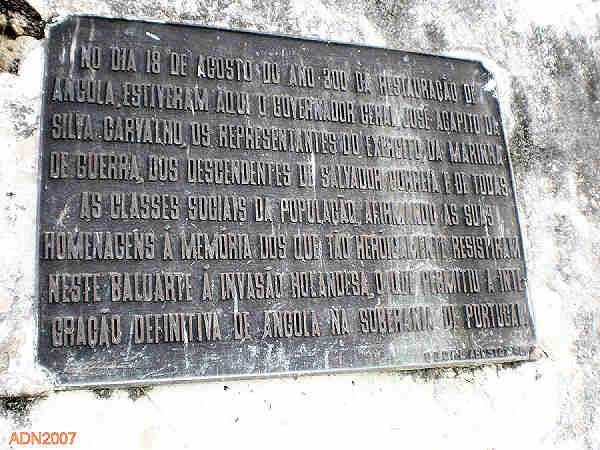 NO DIA 18 DE AGOSTO DO ANO 300 DA RESTAURAÇÃO DE
ANGOLA, ESTIVERAM AQUI O GOVERNADOR GERAL JOSÉ AGAPITO DA
SILVA CARVALHO, OS REPRESENTANTES DO EXÉRCITO, DA MARINHA
DE GUERRA, DOS DESCENDENTES DE SALVADOR CORREIA E DE TODAS
AS CLASSES SOCIAIS DA POPULAÇÃO, AFIRMANDO AS SUAS
HOMENAGENS À MEMÓRIA DOS QUE TÃO HEROICAMENTE RESISTIRAM
NESTE BALUARTE À INVASÃO HOLANDESA, O QUE PERMITIU A INTE
GRAÇÃO DEFINITIVA DE ANGOLA NA SOBERANIA DE PORTUGAL
ADN2007